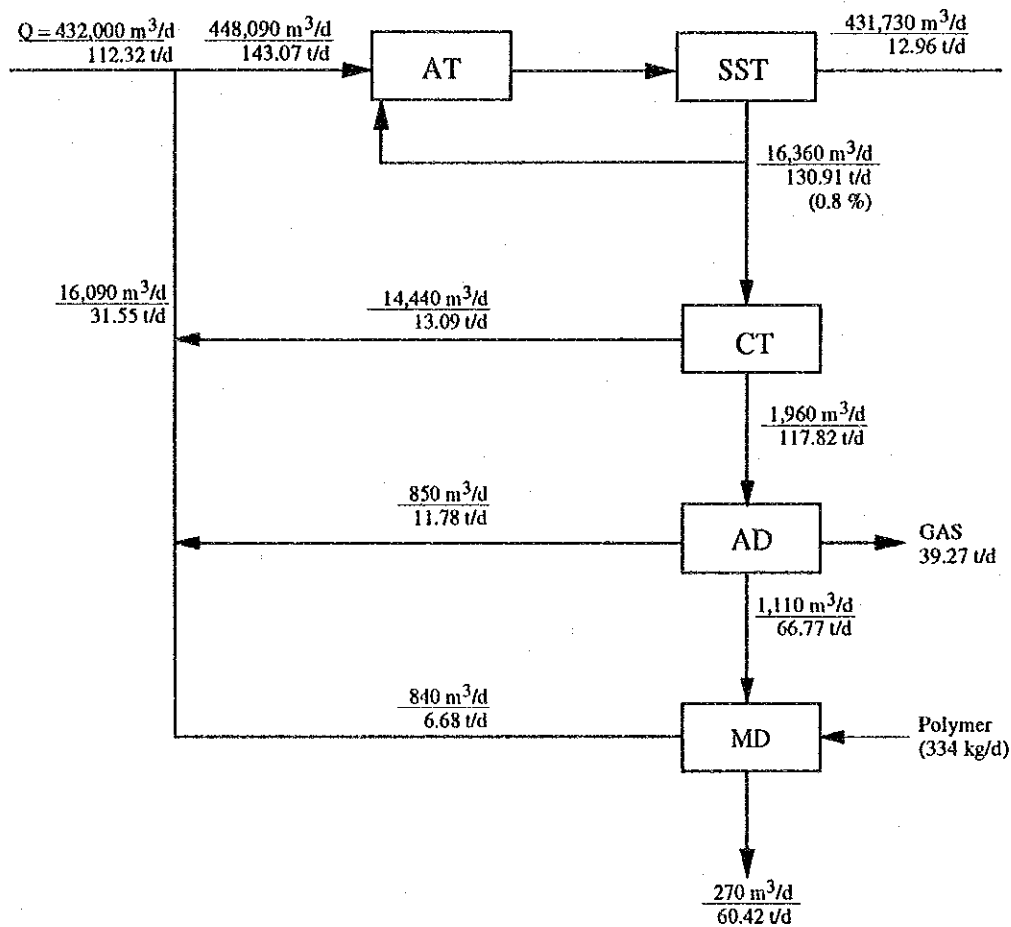 Q = 432,000 m³/d
112.32 t/d
448,090 m³/d
143.07 t/d
AT
SST
431,730 m³/d
12.96 t/d
16,360 m³/d
130.91 t/d
(0.8 %)
16,090 m³/d
31.55 t/d
14,440 m³/d
13.09 t/d
CT
1,960 m³/d
117.82 t/d
850 m³/d
11.78 t/d
AD
GAS
39.27 t/d
1,110 m³/d
66.77 t/d
840 m³/d
6.68 t/d
MD
Polymer
(334 kg/d)
270 m³/d
60.42 t/d